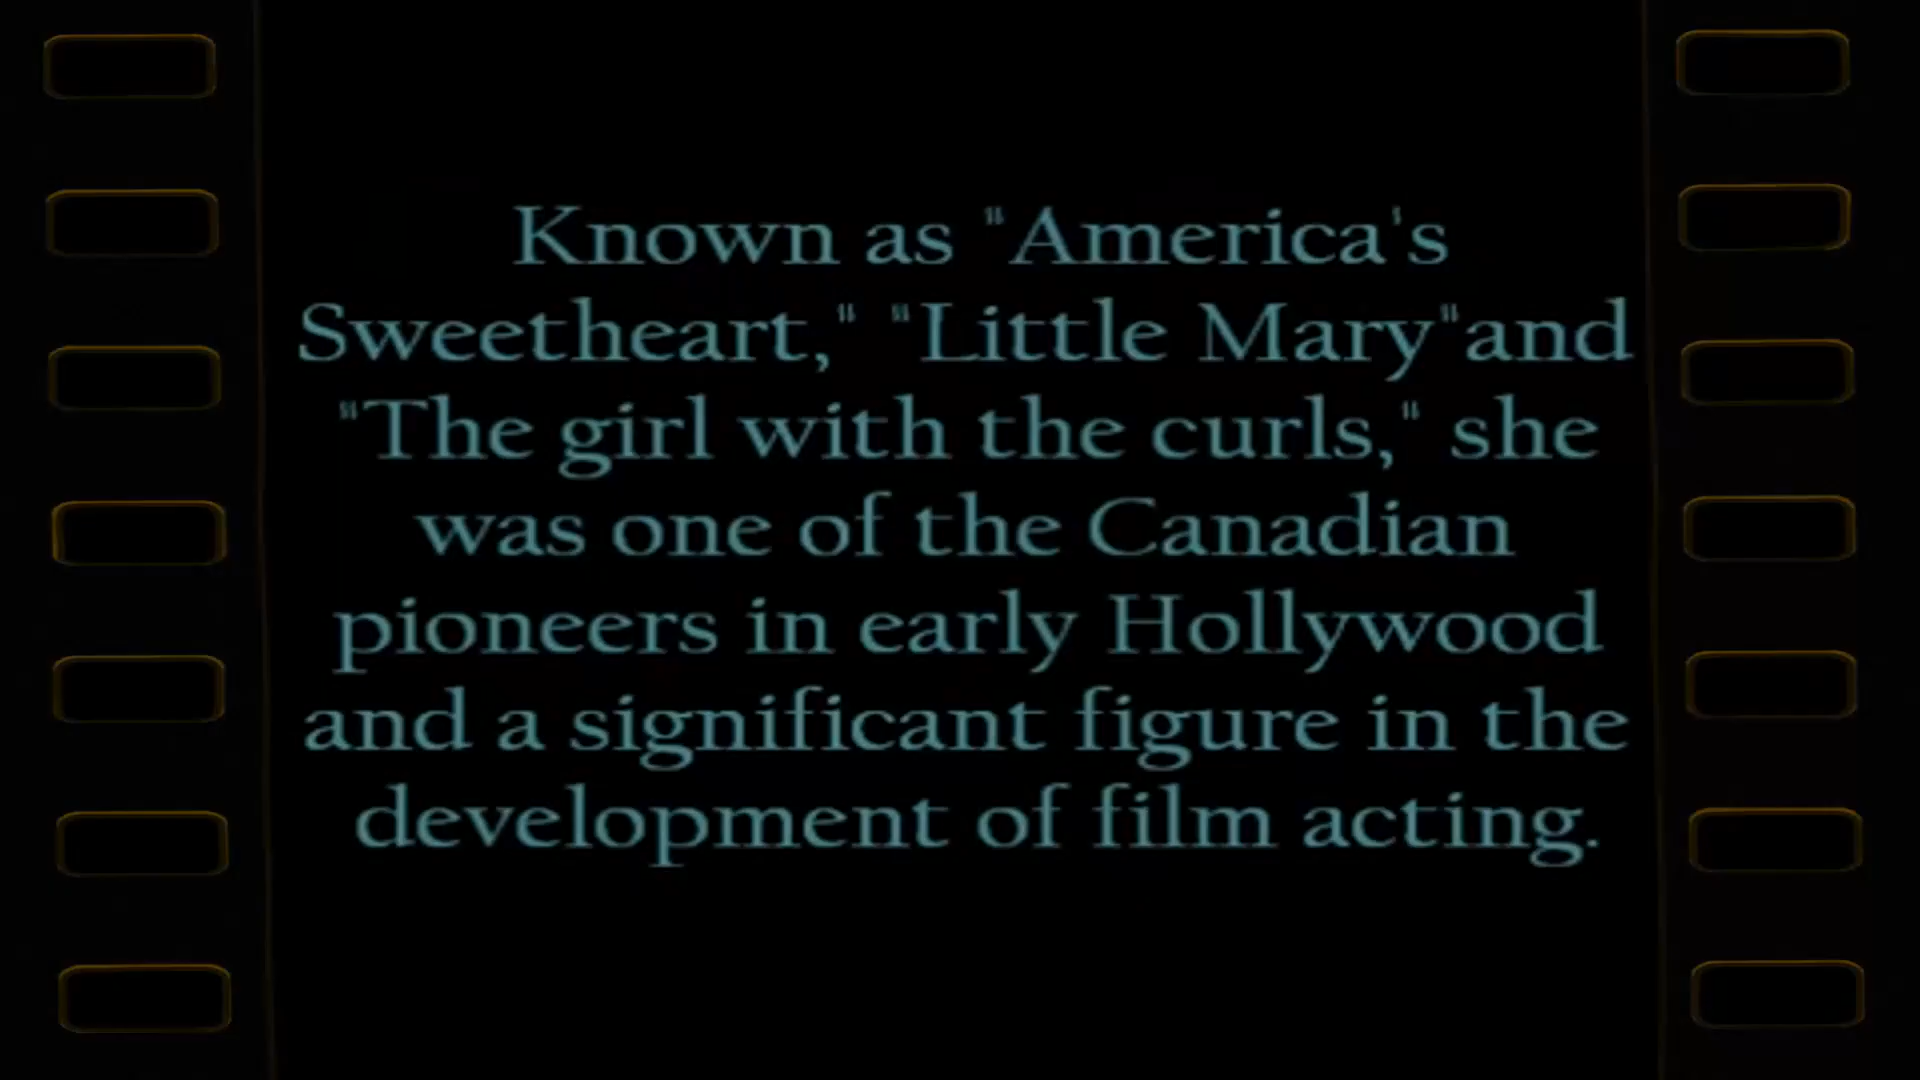 Known as "America's
Sweetheart," "Little Mary"and
"The girl with the curls," she
was one of the Canadian
pioneers in early Hollywood
and a significant figure in the
development of film acting.